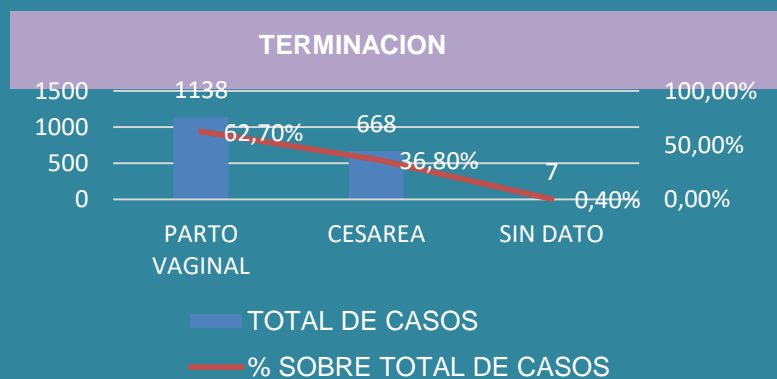 TERMINACION
1500 1138 100,00%
1000 62,70% 668
500 36,80% 7 50,00%
0 0,40% 0,00%
PARTO VAGINAL CESAREA SIN DATO
TOTAL DE CASOS
% SOBRE TOTAL DE CASOS